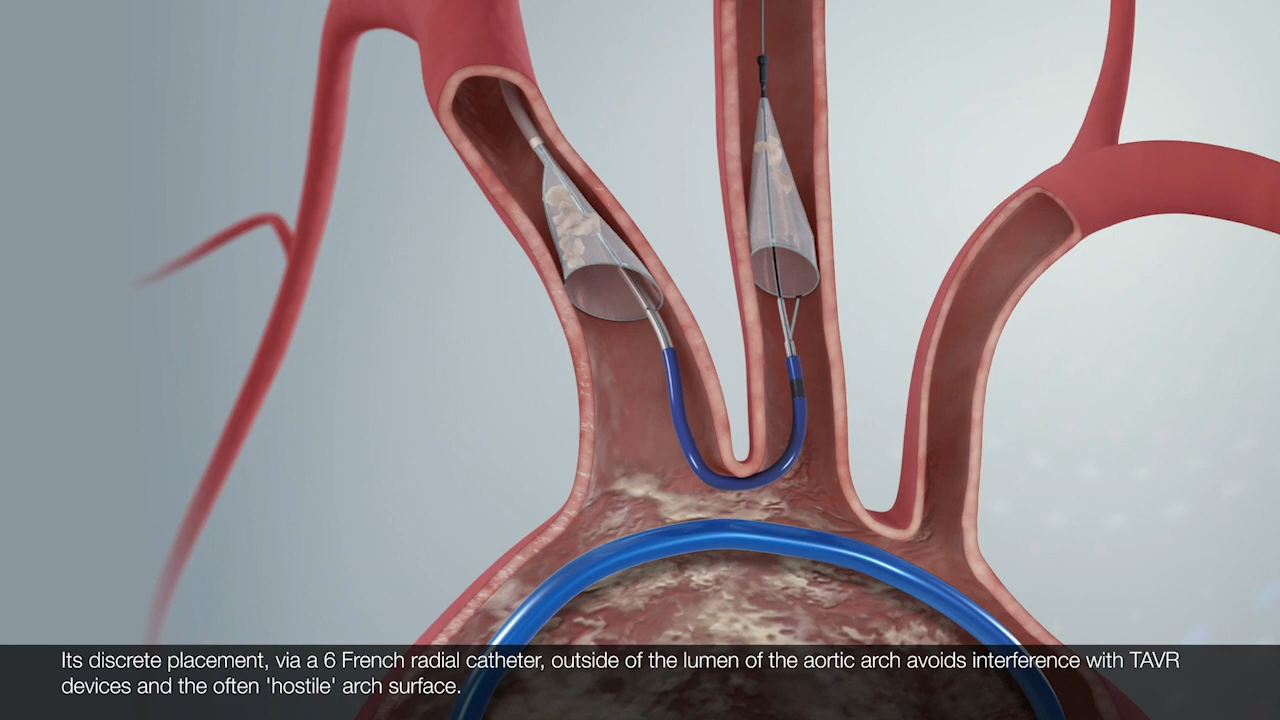 Its discrete placement, via a 6 French radial catheter, outside of the lumen of the aortic arch avoids interference with TAVR
devices and the often 'hostile' arch surface.